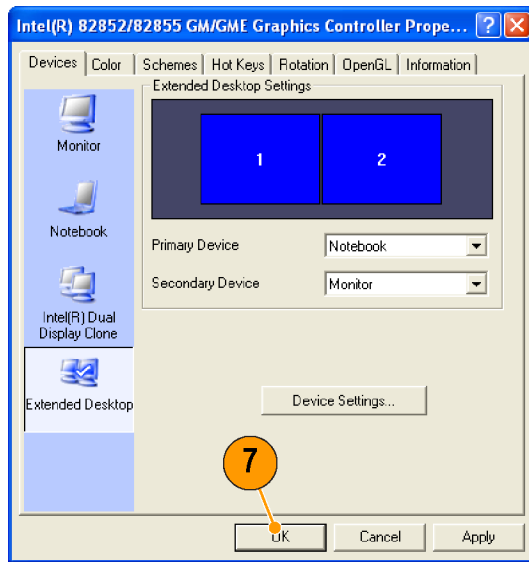 Intel(R) 82852/82855 GM/GME Graphics Controller Prope...
Devices Color Schemes Hot Keys Rotation OpenGL Information
Extended Desktop Settings
Monitor
1 2
Notebook
Primary Device Notebook
Secondary Device Monitor
Intel(R) Dual
Display Clone
Extended Desktop
Device Settings...
7
OK Cancel Apply